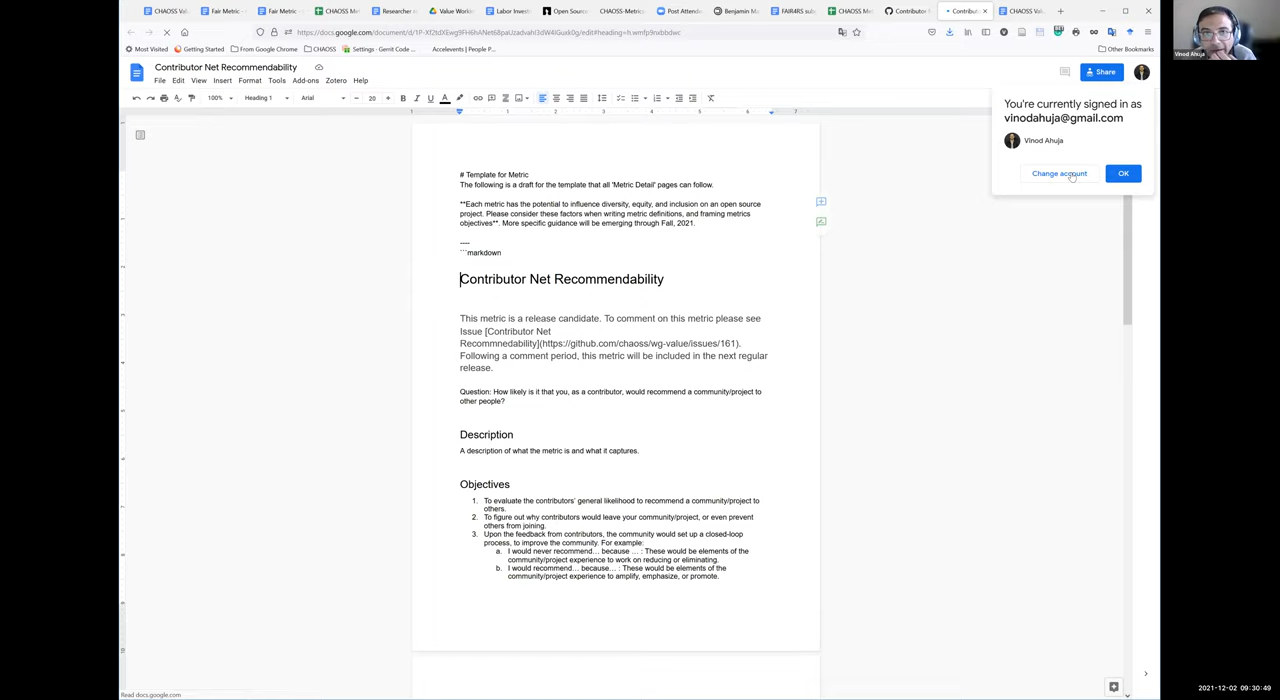 CHAOSS Val
Fair Metric -
Fair Metric -
CHAOSS Me
Researcher
Value Workin
Labor Invest
Open Source
CHAOSS-Metrics
Post Attende
Benjamin Ma
FAIR4RS sub
CHAOSS Met
Contributor
Contribut
CHAOSS Val
https://docs.google.com/document/d/
Most Visited
Getting Started
From Google Chrome
CHAOSS
Settings · Gerrit Code ...
Accelevents | People P...
Other Bookmarks
Contributor Net Recommendability
File Edit View Insert Format Tools Add-ons Zotero Help
Share
100% Heading 1 Arial 20 B I U A
You're currently signed in as
vinodahuja@gmail.com
Vinod Ahuja
Change account OK
# Template for Metric
The following is a draft for the template that all 'Metric Detail' pages can follow.
**Each metric has the potential to influence diversity, equity, and inclusion on an open source
project. Please consider these factors when writing metric definitions, and framing metrics
objectives**. More specific guidance will be emerging through Fall, 2021.
----
```markdown
Contributor Net Recommendability
This metric is a release candidate. To comment on this metric please see
Issue [Contributor Net
Recommnedability](https://github.com/chaoss/wg-value/issues/161).
Following a comment period, this metric will be included in the next regular
release.
Question: How likely is it that you, as a contributor, would recommend a community/project to
other people?
Description
A description of what the metric is and what it captures.
Objectives
1. To evaluate the contributors' general likelihood to recommend a community/project to
others.
2. To figure out why contributors would leave your community/project, or even prevent
others from joining.
3. Upon the feedback from contributors, the community would set up a closed-loop
process, to improve the community. For example:
a. I would never recommend... because ... : These would be elements of the
community/project experience to work on reducing or eliminating.
b. I would recommend... because... : These would be elements of the
community/project experience to amplify, emphasize, or promote.
Read docs.google.com
Vinod Ahuja
2021-12-02 09:30:49